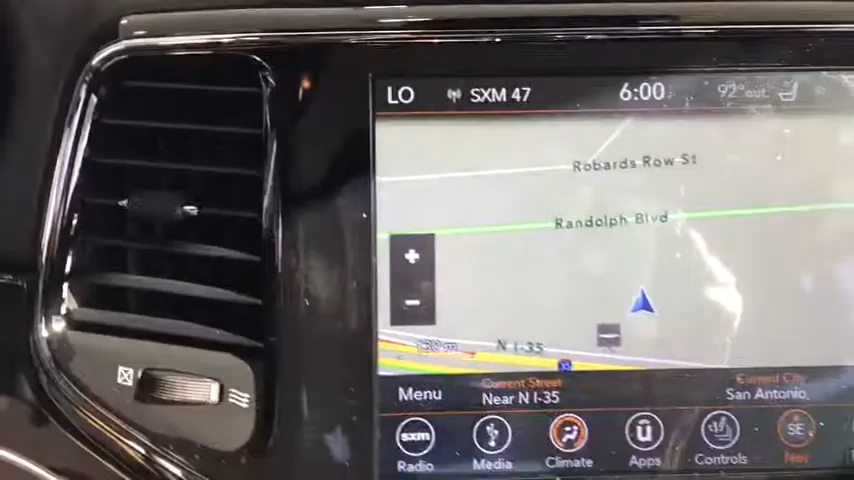 LO SXM 47 6:00 92° out
Robards Row St
Randolph Blvd
+
−
N I-35
35
Menu
Current Street
Near N I-35
Current City
San Antonio
sxm
SE
Radio Media Climate Apps Controls Nav